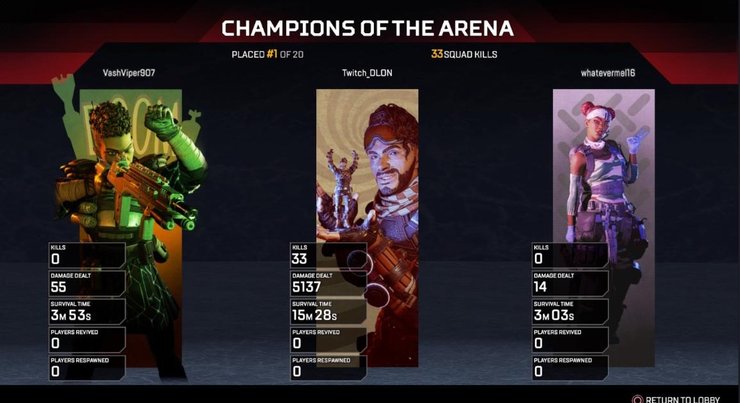 CHAMPIONS OF THE ARENA
PLACED #1 OF 20
33 SQUAD KILLS
VashViper907
Twitch_DLON
whatevermel16
KILLS
0
DAMAGE DEALT
55
SURVIVAL TIME
3M 53S
PLAYERS REVIVED
0
PLAYERS RESPAWNED
0
KILLS
33
DAMAGE DEALT
5137
SURVIVAL TIME
15M 28S
PLAYERS REVIVED
0
PLAYERS RESPAWNED
0
KILLS
0
DAMAGE DEALT
14
SURVIVAL TIME
3M 03S
PLAYERS REVIVED
0
PLAYERS RESPAWNED
0
RETURN TO LOBBY